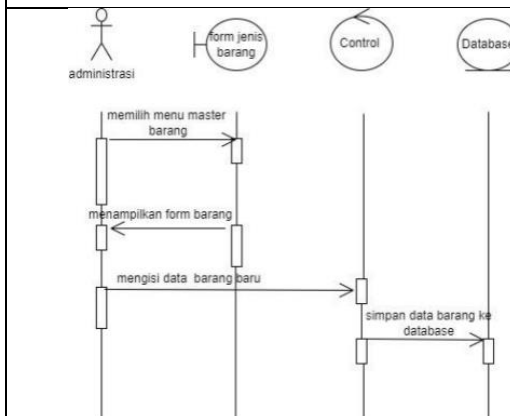 form jenis
barang
Control
Database
administrasi
memilih menu master
barang
menampilkan form barang
mengisi data barang baru
simpan data barang ke
database